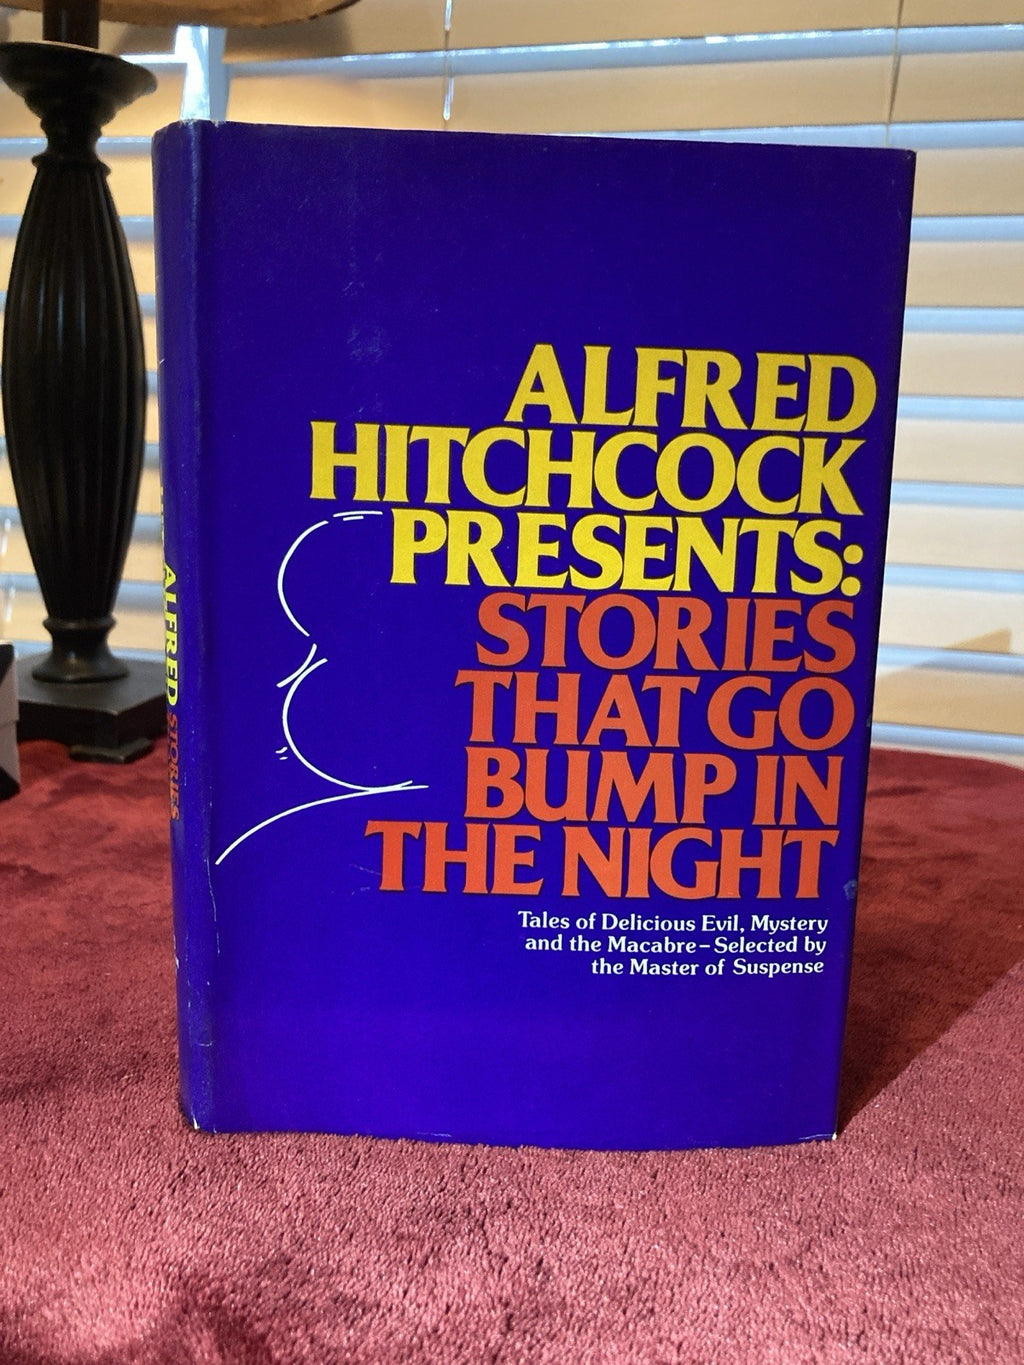 ALFRED
HITCHCOCK
PRESENTS:
STORIES
THAT GO
BUMP IN
THE NIGHT
Tales of Delicious Evil, Mystery
and the Macabre–Selected by
the Master of Suspense
ALFRED STORIES